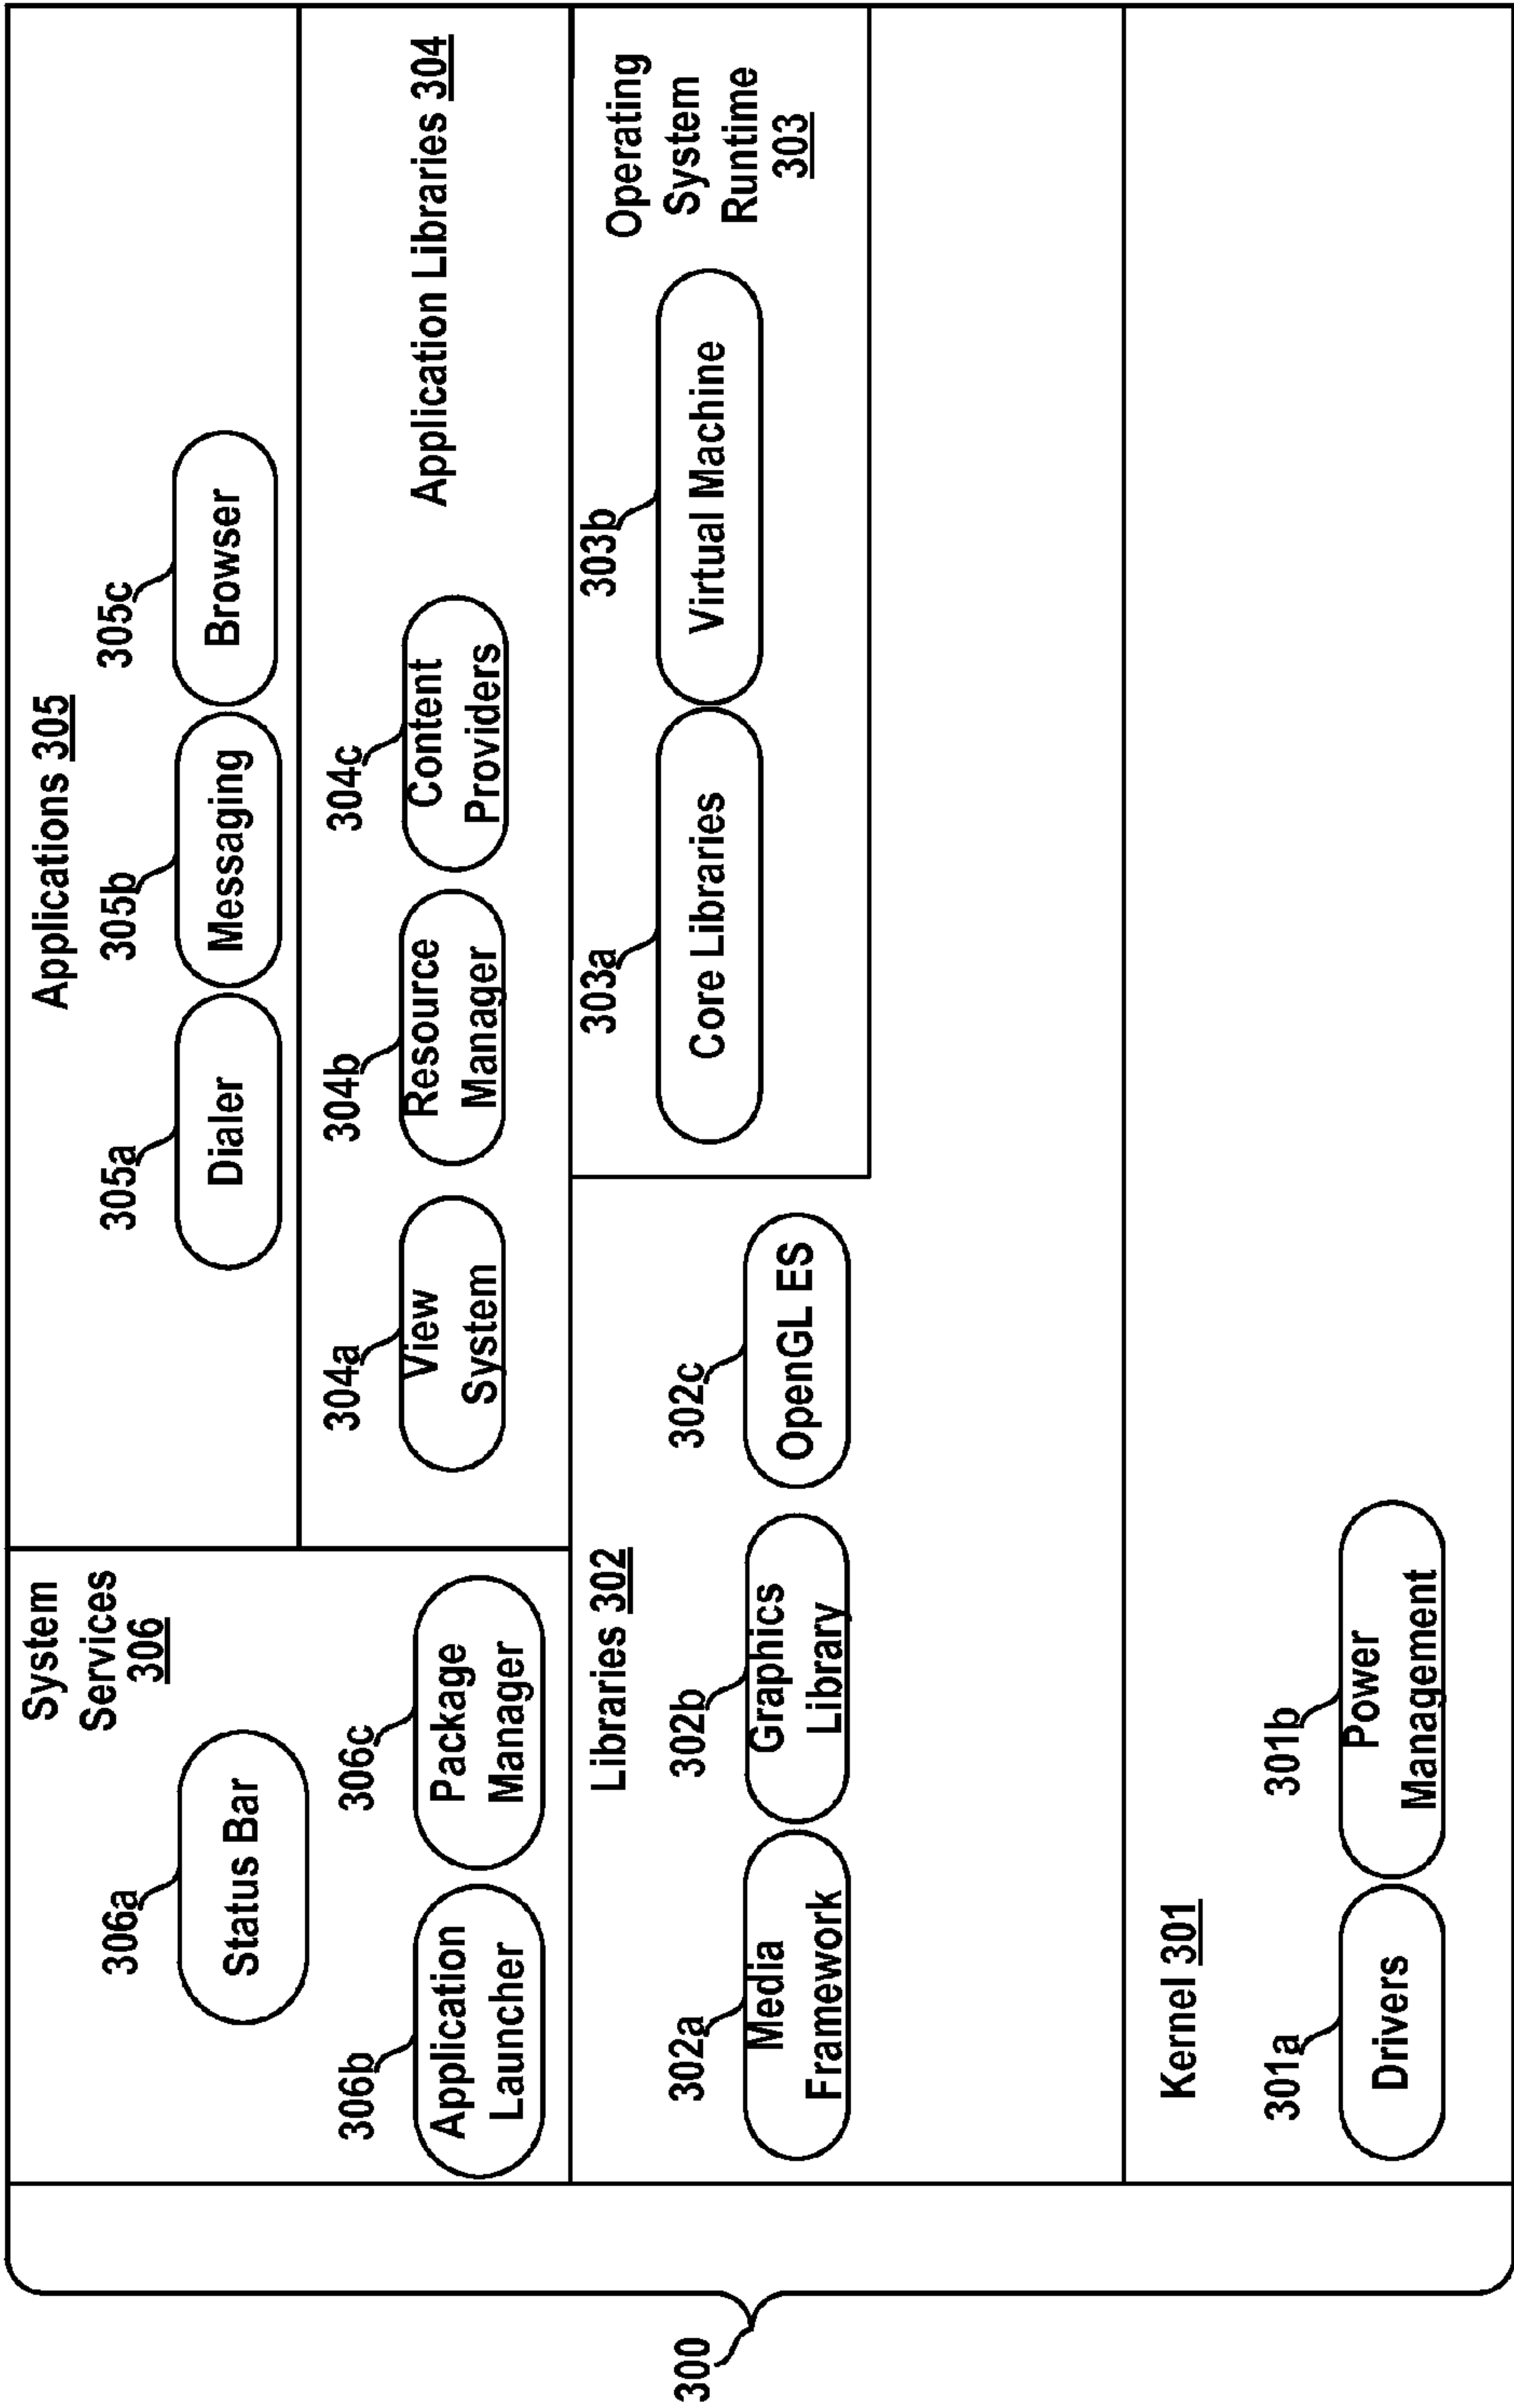 System
Services
306
306a
Status Bar
306b
Application
Launcher
306c
Package
Manager
Applications 305
305a
Dialer
305b
Messaging
305c
Browser
304a
View
System
304b
Resource
Manager
304c
Content
Providers
Application Libraries 304
Libraries 302
302a
Media
Framework
302b
Graphics
Library
302c
OpenGL ES
303a
Core Libraries
303b
Virtual Machine
Operating
System
Runtime
303
Kernel 301
301a
Drivers
301b
Power
Management
300